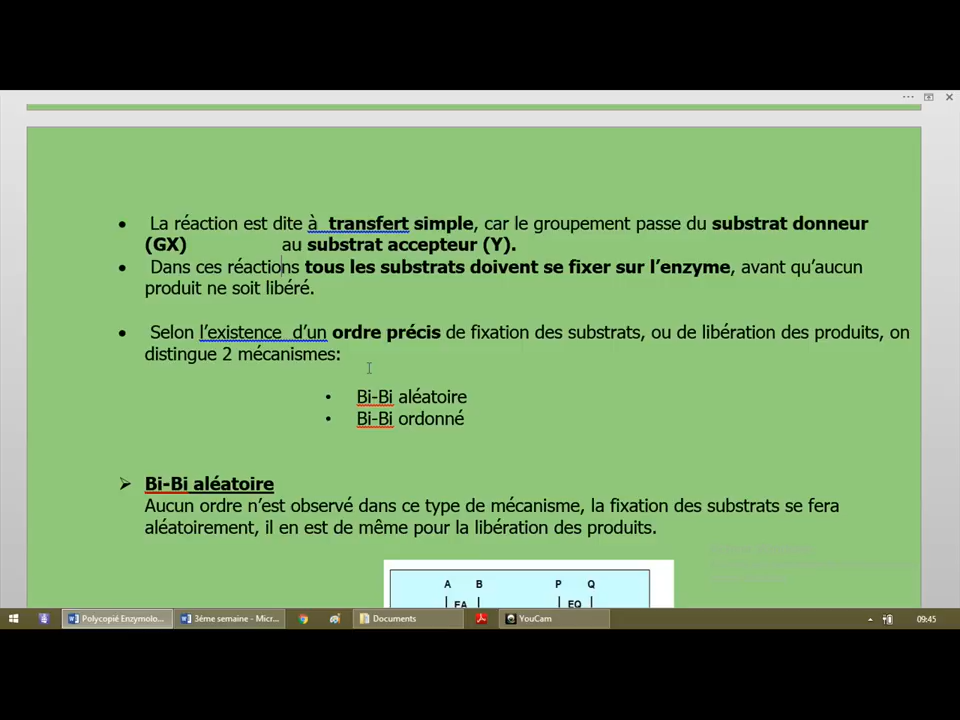 • La réaction est dite à  transfert simple, car le groupement passe du substrat donneur
(GX) au substrat accepteur (Y).
• Dans ces réactions tous les substrats doivent se fixer sur l’enzyme, avant qu’aucun
produit ne soit libéré.
• Selon l’existence  d’un ordre précis de fixation des substrats, ou de libération des produits, on
distingue 2 mécanismes:
• Bi-Bi aléatoire
• Bi-Bi ordonné
➢ Bi-Bi aléatoire
Aucun ordre n’est observé dans ce type de mécanisme, la fixation des substrats se fera
aléatoirement, il en est de même pour la libération des produits.
A B P Q
EA EQ
Polycopié Enzymolo... 3éme semaine - Micr... Documents YouCam 09:45